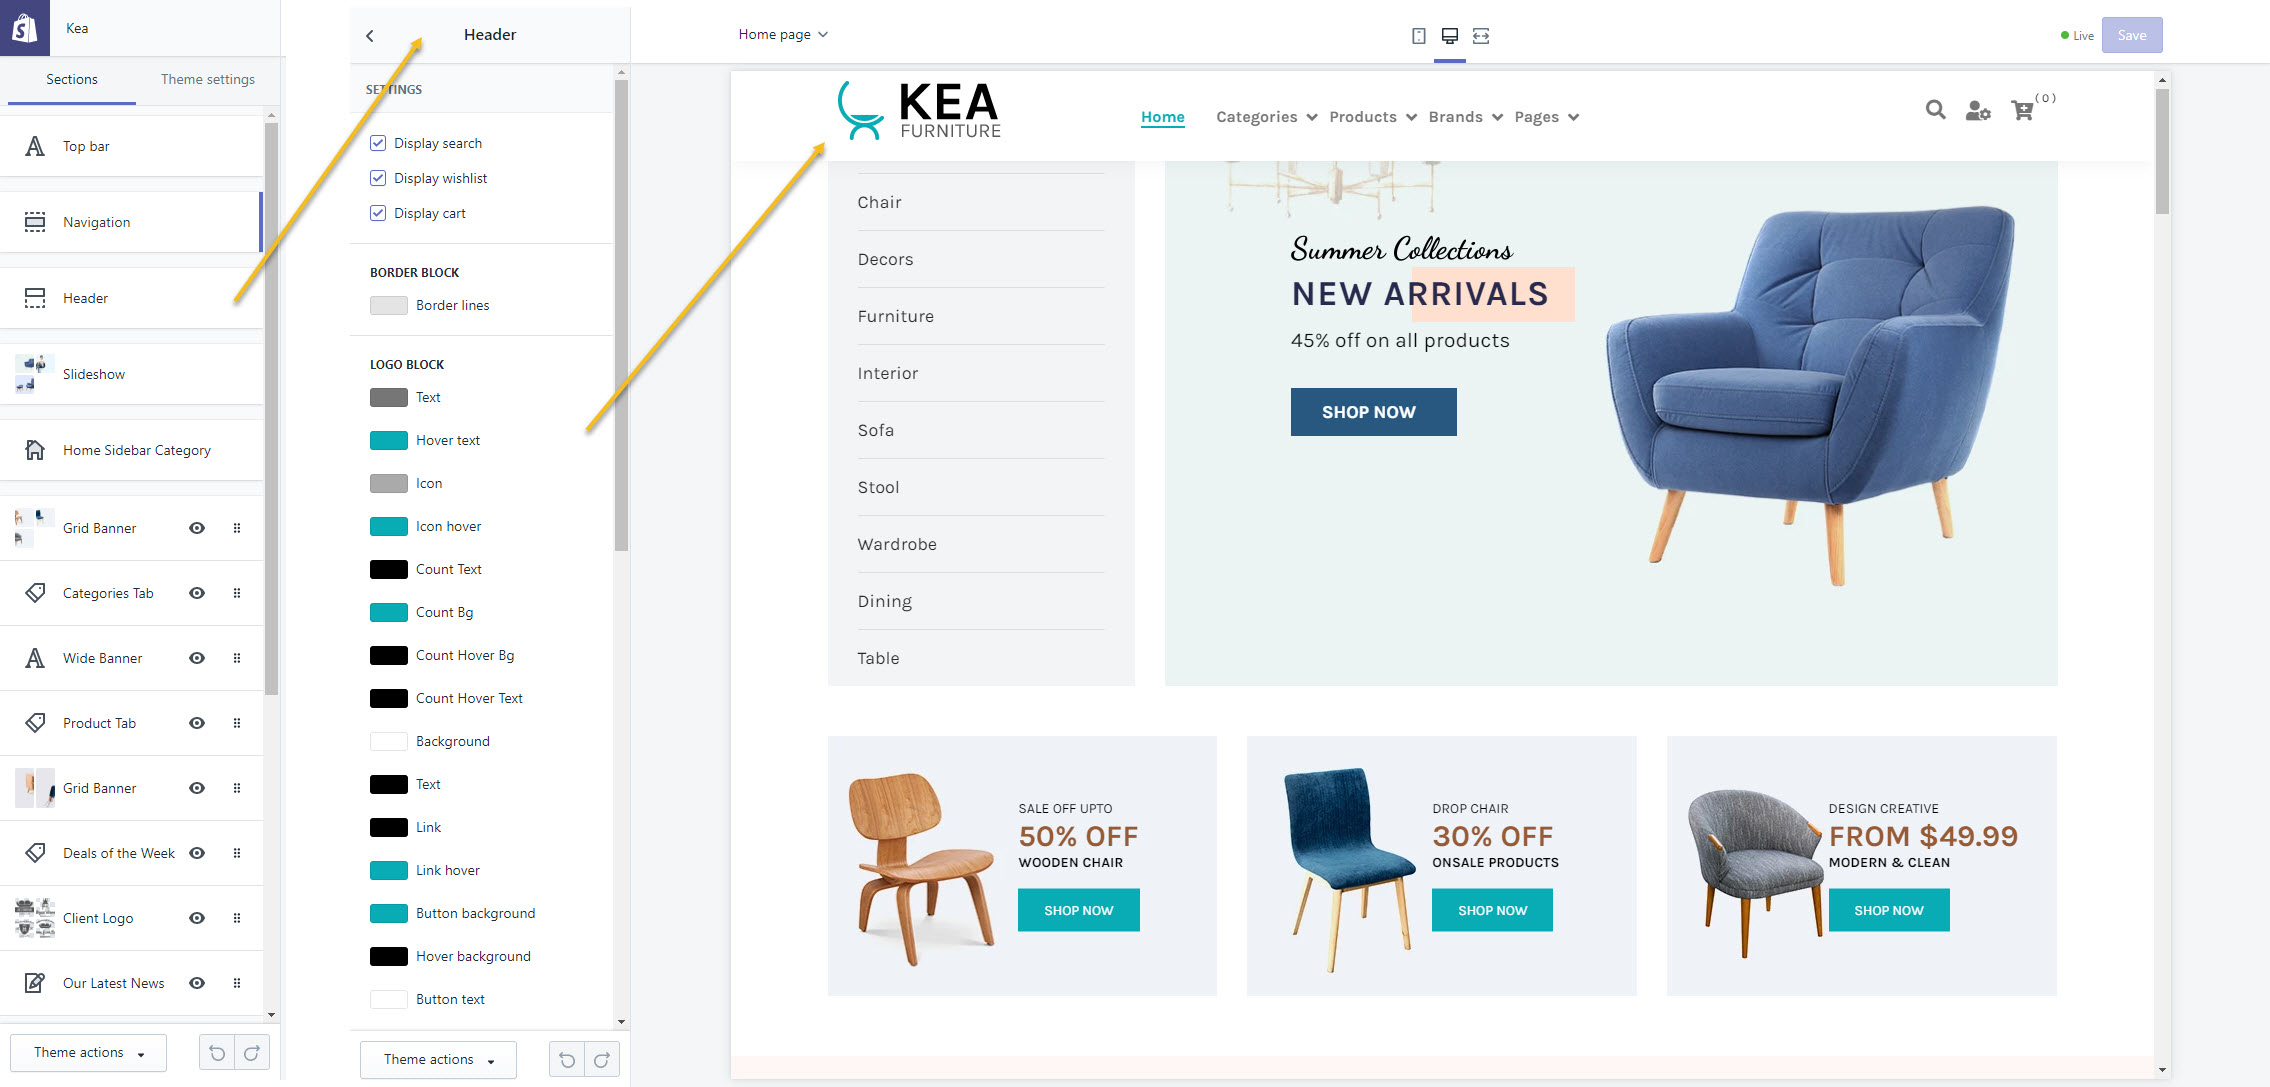 Kea
Sections
Theme settings
Top bar
Navigation
Header
Slideshow
Home Sidebar Category
Grid Banner
Categories Tab
Wide Banner
Product Tab
Grid Banner
Deals of the Week
Client Logo
Our Latest News
Theme actions
Header
SETTINGS
Display search
Display wishlist
Display cart
BORDER BLOCK
Border lines
LOGO BLOCK
Text
Hover text
Icon
Icon hover
Count Text
Count Bg
Count Hover Bg
Count Hover Text
Background
Text
Link
Link hover
Button background
Hover background
Button text
Theme actions
Home page
Live
Save
KEA
FURNITURE
Home
Categories
Products
Brands
Pages
( 0 )
Chair
Decors
Furniture
Interior
Sofa
Stool
Wardrobe
Dining
Table
Summer Collections
NEW ARRIVALS
45% off on all products
SHOP NOW
SALE OFF UPTO
50% OFF
WOODEN CHAIR
SHOP NOW
DROP CHAIR
30% OFF
ONSALE PRODUCTS
SHOP NOW
DESIGN CREATIVE
FROM $49.99
MODERN & CLEAN
SHOP NOW